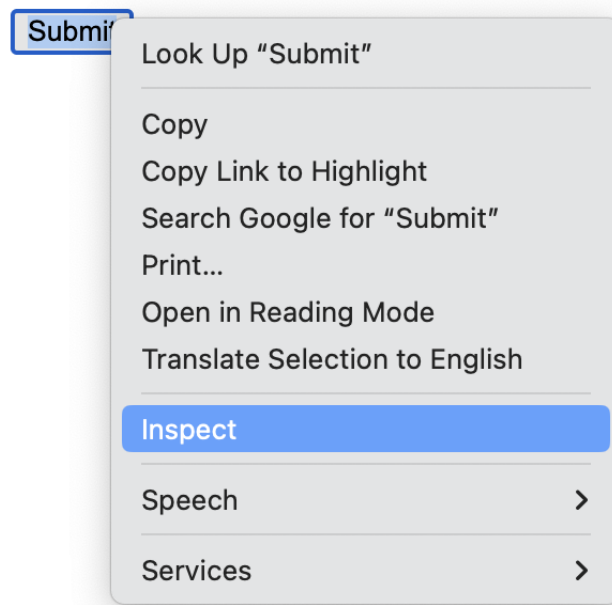 Submit
Look Up “Submit”
Copy
Copy Link to Highlight
Search Google for “Submit”
Print...
Open in Reading Mode
Translate Selection to English
Inspect
Speech
Services